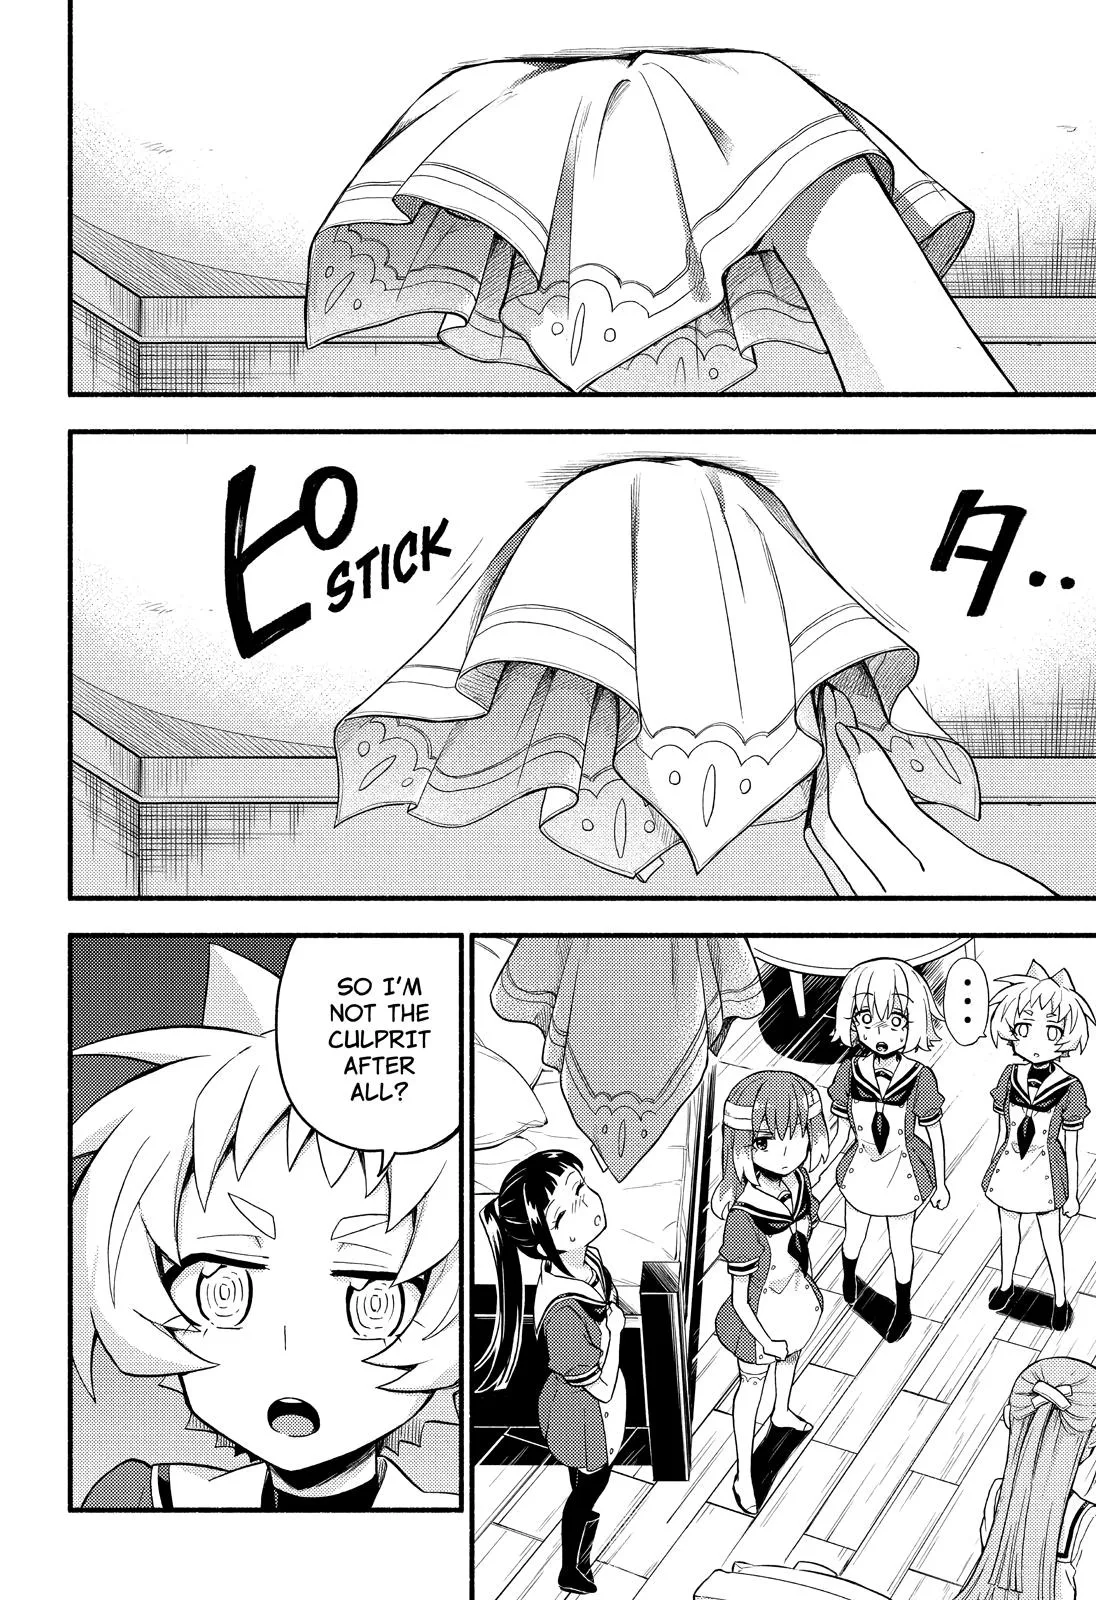 ピタ..
STICK
...
SO I'M
NOT THE
CULPRIT
AFTER
ALL?